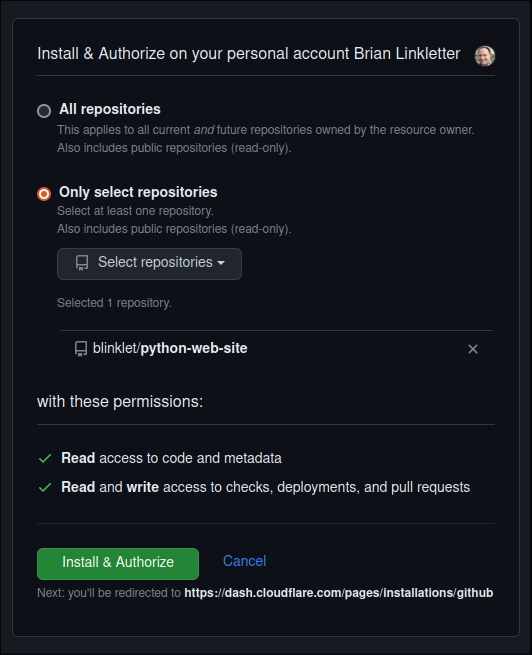 Install & Authorize on your personal account Brian Linkletter
All repositories
This applies to all current and future repositories owned by the resource owner.
Also includes public repositories (read-only).
Only select repositories
Select at least one repository.
Also includes public repositories (read-only).
Select repositories
Selected 1 repository.
blinklet/python-web-site
with these permissions:
Read access to code and metadata
Read and write access to checks, deployments, and pull requests
Install & Authorize Cancel
Next: you'll be redirected to https://dash.cloudflare.com/pages/installations/github